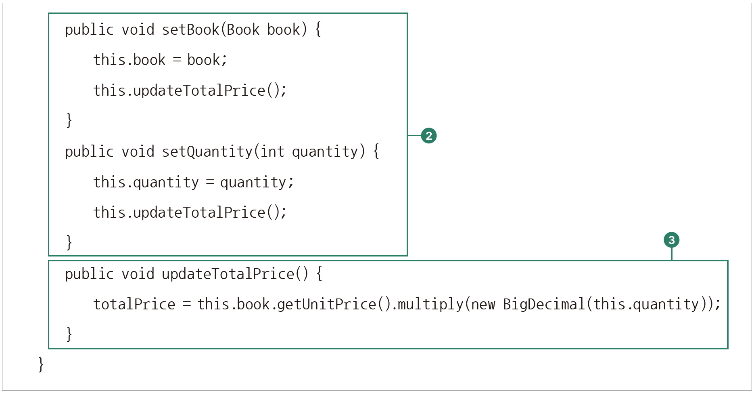 public void setBook(Book book) {
this.book = book;
this.updateTotalPrice();
}
2
public void setQuantity(int quantity) {
this.quantity = quantity;
this.updateTotalPrice();
}
3
public void updateTotalPrice() {
totalPrice = this.book.getUnitPrice().multiply(new BigDecimal(this.quantity));
}
}